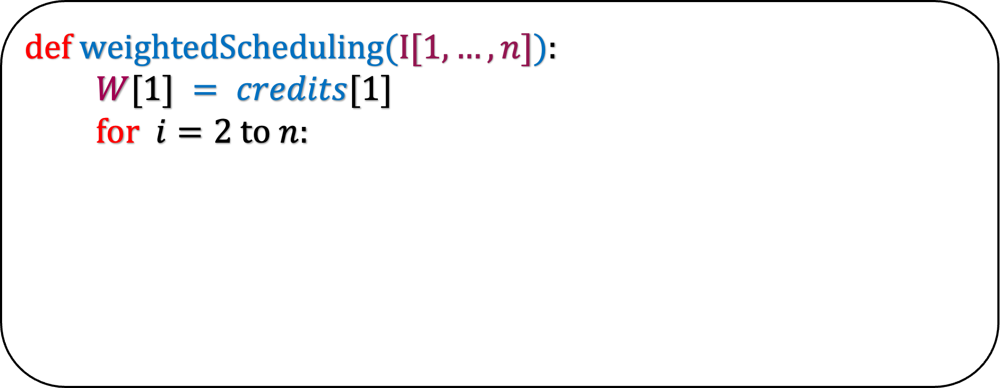 def weightedScheduling(I[1, … , n]):
W[1] = credits[1]
for i = 2 to n: